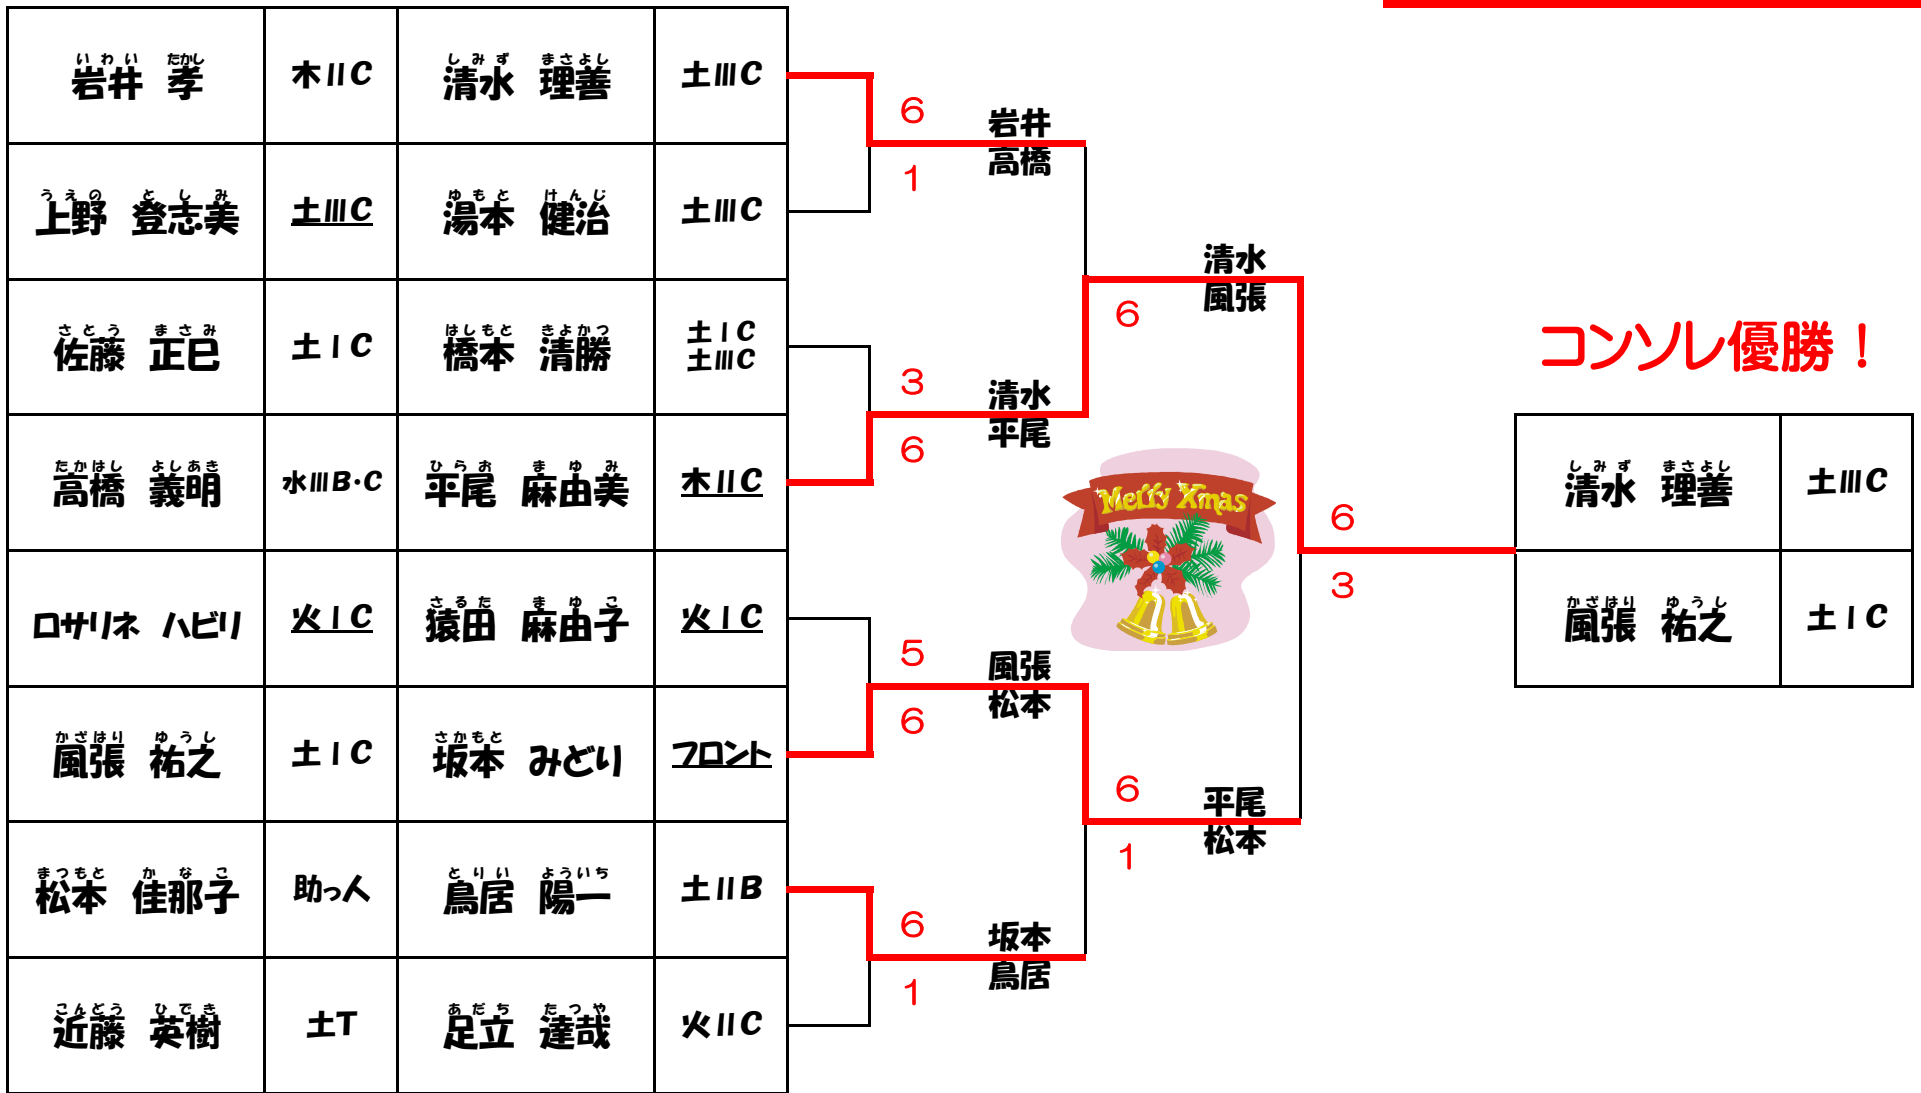 いわい たかし
岩井 孝
木ⅡC
しみず まさよし
清水 理善
土ⅢC
うえの としみ
上野 登志美
土ⅢC
ゆもと けんじ
湯本 健治
土ⅢC
さとう まさみ
佐藤 正巳
土ⅠC
はしもと きよかつ
橋本 清勝
土ⅠC
土ⅢC
たかはし よしあき
高橋 義明
水ⅢB・C
ひらお まゆみ
平尾 麻由美
木ⅡC
ロサリネ ハビリ
火ⅠC
さるた まゆこ
猿田 麻由子
火ⅠC
かざはり ゆうし
風張 祐之
土ⅠC
さかもと
坂本 みどり
フロント
まつもと かなこ
松本 佳那子
助っ人
とりい よういち
鳥居 陽一
土ⅡB
こんどう ひでき
近藤 英樹
土T
あだち たつや
足立 達哉
火ⅡC
6
1
岩井
高橋
3
6
清水
平尾
5
6
風張
松本
6
1
坂本
鳥居
6
清水
風張
Merry Xmas
6
1
平尾
松本
6
3
コンソレ優勝！
しみず まさよし
清水 理善
土ⅢC
かざはり ゆうし
風張 祐之
土ⅠC